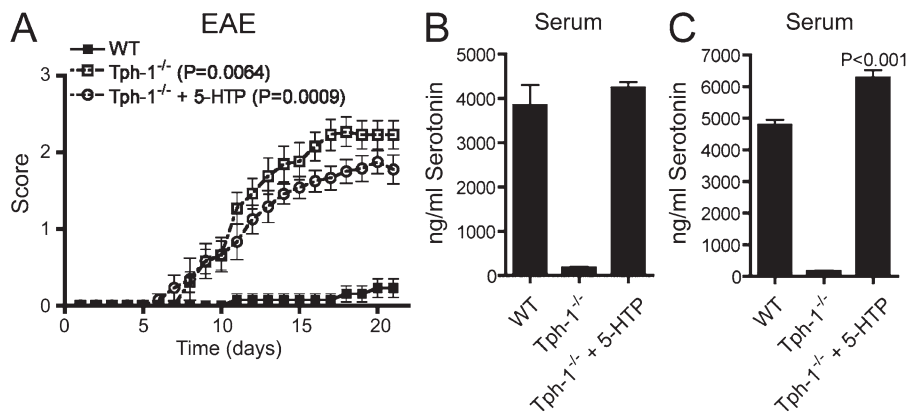 A
EAE
WT
Tph-1-/- (P=0.0064)
Tph-1-/- + 5-HTP (P=0.0009)
Score
3
2
1
0
0 5 10 15 20
Time (days)
B
Serum
ng/ml Serotonin
5000
4000
3000
2000
1000
0
WT
Tph-1-/-
Tph-1-/- + 5-HTP
C
Serum
P<0.001
ng/ml Serotonin
7000
6000
5000
4000
3000
2000
1000
0
WT
Tph-1-/-
Tph-1-/- + 5-HTP